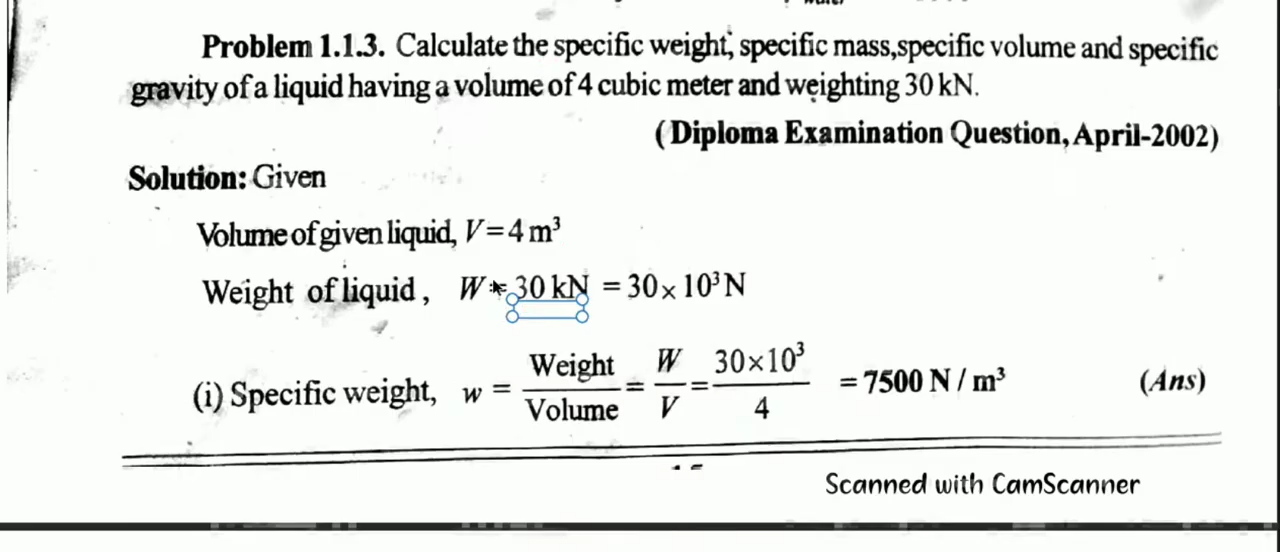 Problem 1.1.3. Calculate the specific weight, specific mass,specific volume and specific
gravity of a liquid having a volume of 4 cubic meter and weighting 30 kN.
(Diploma Examination Question, April-2002)
Solution: Given
Volume of given liquid, V = 4 m³
Weight of liquid, W = 30 kN = 30 × 10³ N
(i) Specific weight, w = Weight / Volume = W / V = 30×10³ / 4 = 7500 N / m³ (Ans)
Scanned with CamScanner